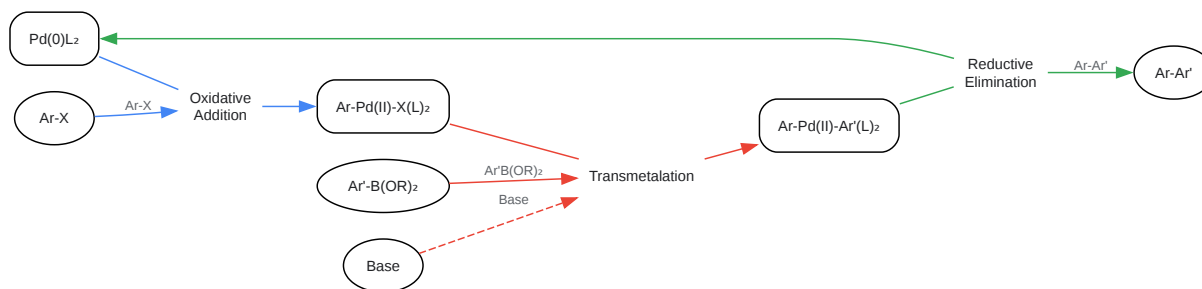 Pd(0)L₂
Ar-X
Ar-X
Oxidative
Addition
Ar-Pd(II)-X(L)₂
Ar'-B(OR)₂
Ar'B(OR)₂
Base
Base
Transmetalation
Ar-Pd(II)-Ar'(L)₂
Reductive
Elimination
Ar-Ar'
Ar-Ar'